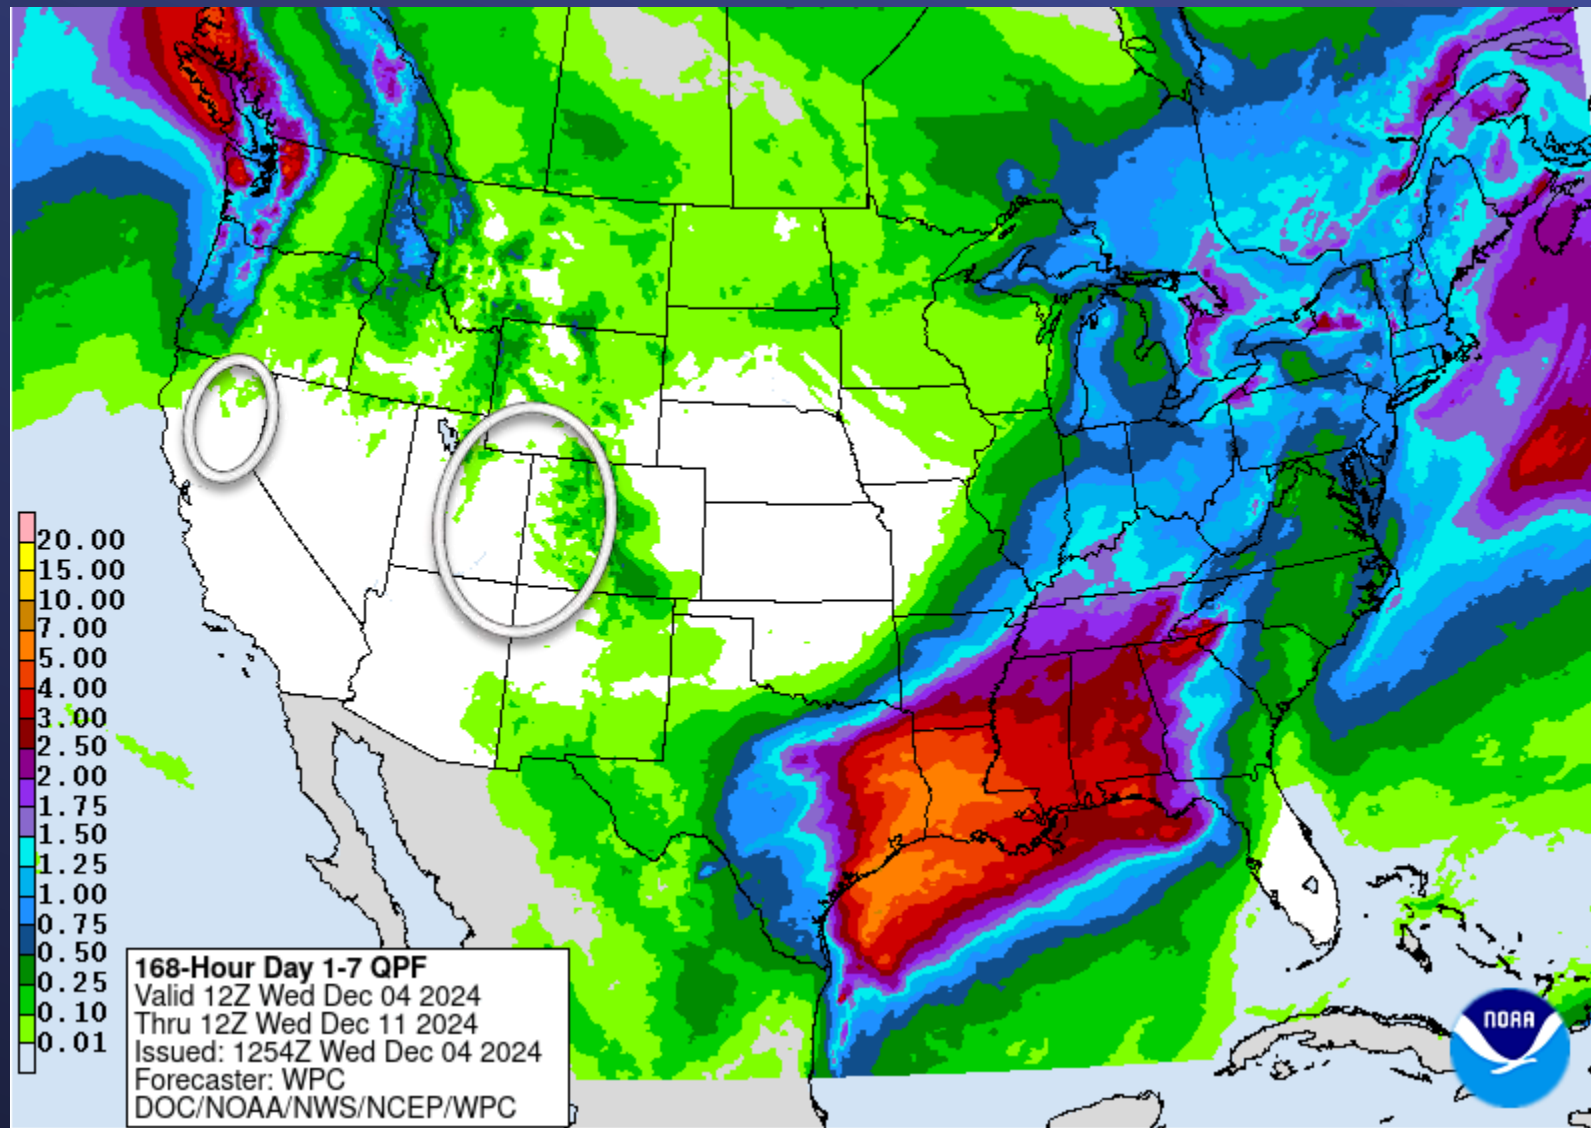 20.00
15.00
10.00
7.00
5.00
4.00
3.00
2.50
2.00
1.75
1.50
1.25
1.00
0.75
0.50
0.25
0.10
0.01
168-Hour Day 1-7 QPF
Valid 12Z Wed Dec 04 2024
Thru 12Z Wed Dec 11 2024
Issued: 1254Z Wed Dec 04 2024
Forecaster: WPC
DOC/NOAA/NWS/NCEP/WPC
NOAA